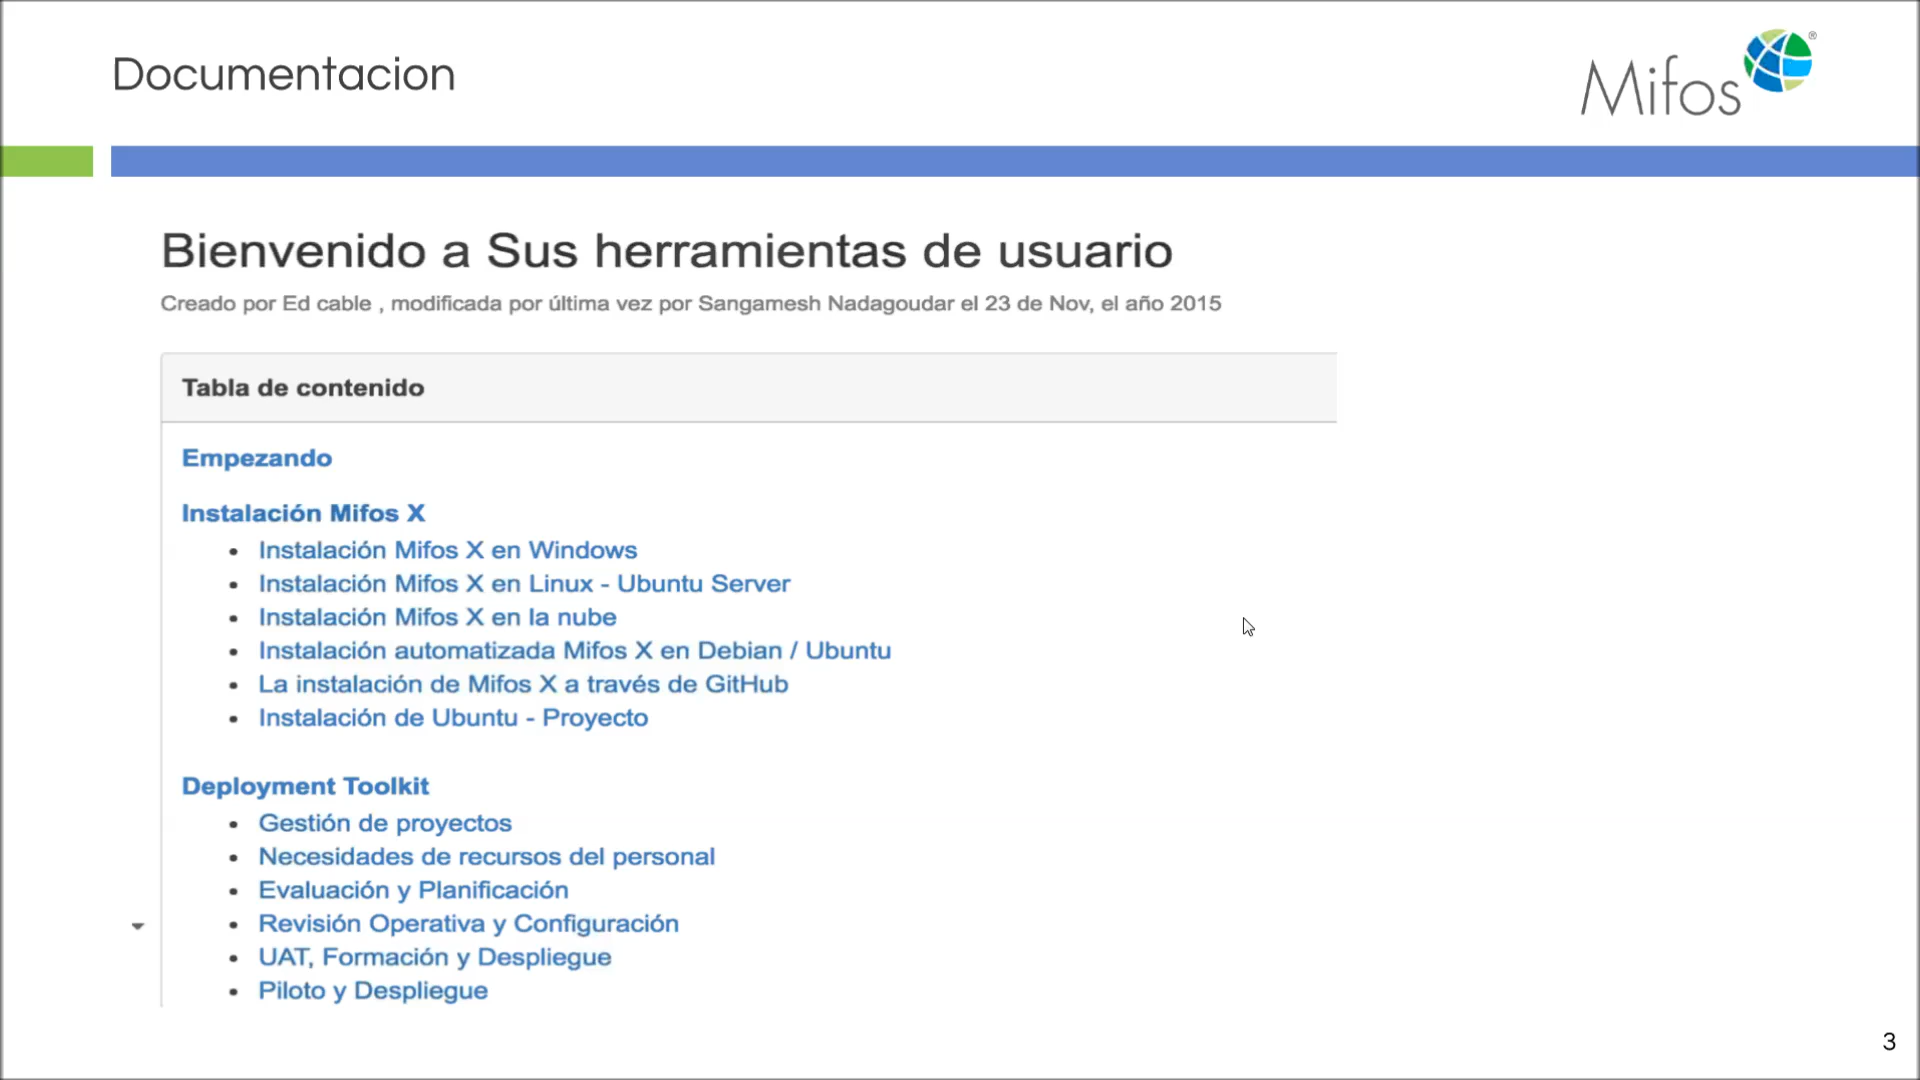 Documentacion
Mifos®
Bienvenido a Sus herramientas de usuario
Creado por Ed cable , modificada por última vez por Sangamesh Nadagoudar el 23 de Nov, el año 2015
Tabla de contenido
Empezando
Instalación Mifos X
• Instalación Mifos X en Windows
• Instalación Mifos X en Linux - Ubuntu Server
• Instalación Mifos X en la nube
• Instalación automatizada Mifos X en Debian / Ubuntu
• La instalación de Mifos X a través de GitHub
• Instalación de Ubuntu - Proyecto
Deployment Toolkit
• Gestión de proyectos
• Necesidades de recursos del personal
• Evaluación y Planificación
• Revisión Operativa y Configuración
• UAT, Formación y Despliegue
• Piloto y Despliegue
3